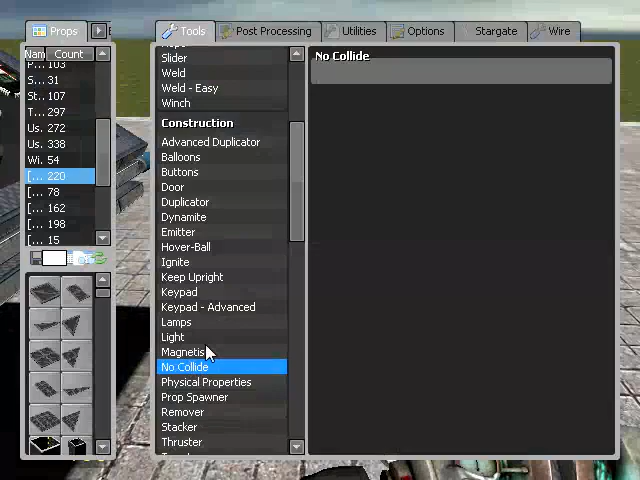 Props
Tools
Post Processing
Utilities
Options
Stargate
Wire
Nam Count
P... 103
S... 31
St.. 107
T... 297
Us. 272
Us. 338
Wi. 54
[... 220
[... 78
[... 162
[... 198
[... 15
Slider
Weld
Weld - Easy
Winch
Construction
Advanced Duplicator
Balloons
Buttons
Door
Duplicator
Dynamite
Emitter
Hover-Ball
Ignite
Keep Upright
Keypad
Keypad - Advanced
Lamps
Light
Magnetis
No Collide
Physical Properties
Prop Spawner
Remover
Stacker
Thruster
No Collide